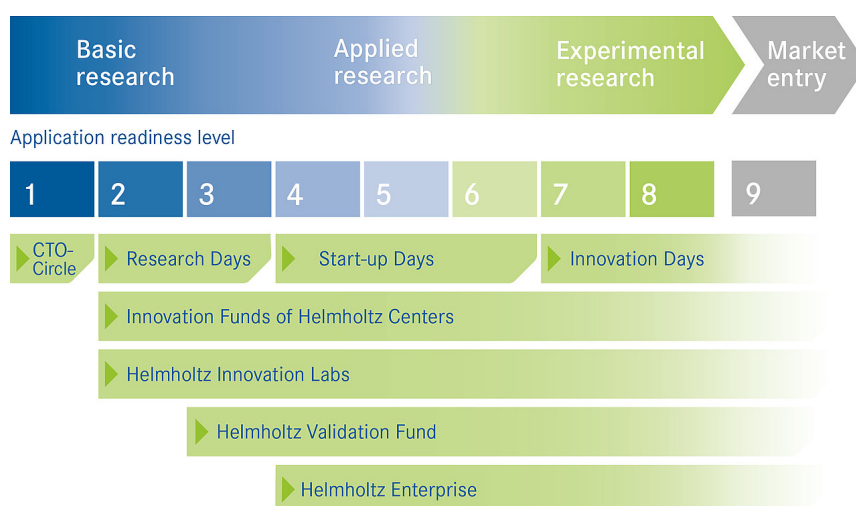 Basic
research
Applied
research
Experimental
research
Market
entry
Application readiness level
1 2 3 4 5 6 7 8 9
CTO-
Circle
Research Days
Start-up Days
Innovation Days
Innovation Funds of Helmholtz Centers
Helmholtz Innovation Labs
Helmholtz Validation Fund
Helmholtz Enterprise